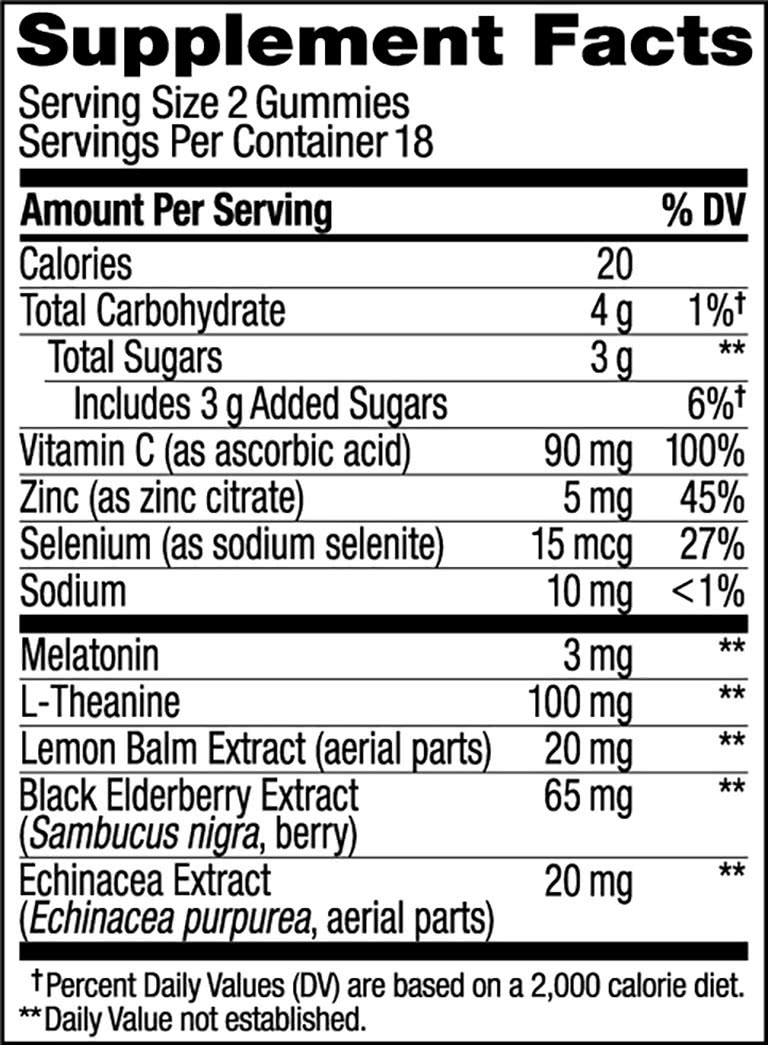 Supplement Facts
Serving Size 2 Gummies
Servings Per Container 18
Amount Per Serving % DV
Calories 20
Total Carbohydrate 4 g 1%†
Total Sugars 3 g **
Includes 3 g Added Sugars 6%†
Vitamin C (as ascorbic acid) 90 mg 100%
Zinc (as zinc citrate) 5 mg 45%
Selenium (as sodium selenite) 15 mcg 27%
Sodium 10 mg <1%
Melatonin 3 mg **
L-Theanine 100 mg **
Lemon Balm Extract (aerial parts) 20 mg **
Black Elderberry Extract 65 mg **
(Sambucus nigra, berry)
Echinacea Extract 20 mg **
(Echinacea purpurea, aerial parts)
†Percent Daily Values (DV) are based on a 2,000 calorie diet.
**Daily Value not established.